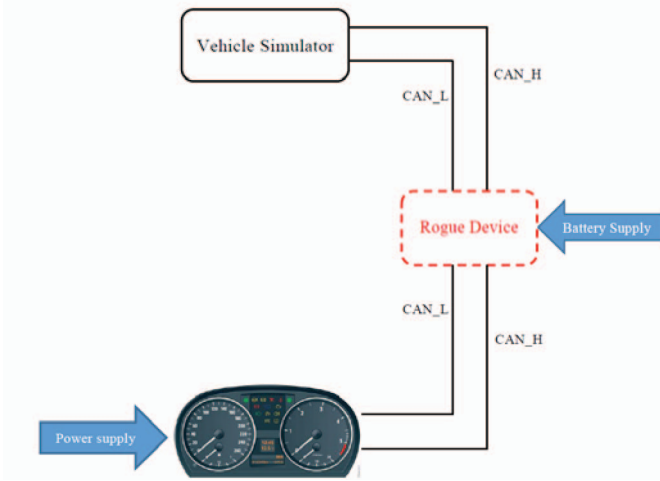 Vehicle Simulator
CAN_H
CAN_L
Rogue Device
Battery Supply
CAN_L
CAN_H
Power supply